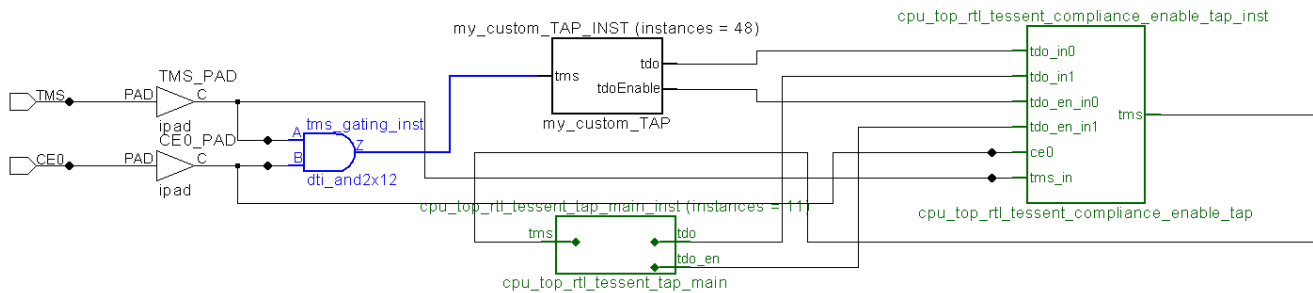 cpu_top_rtl_tessent_compliance_enable_tap_inst
my_custom_TAP_INST (instances = 48)
tdo
tms
tdoEnable
my_custom_TAP
tdo_in0
tdo_in1
tdo_en_in0
tdo_en_in1
ce0
tms_in
tms
cpu_top_rtl_tessent_compliance_enable_tap
TMS_PAD
TMS
PAD
C
ipad
CE0_PAD
CE0
PAD
C
ipad
tms_gating_inst
A
B
Z
dti_and2x12
cpu_top_rtl_tessent_tap_main_inst (instances = 11)
tms
tdo
tdo_en
cpu_top_rtl_tessent_tap_main